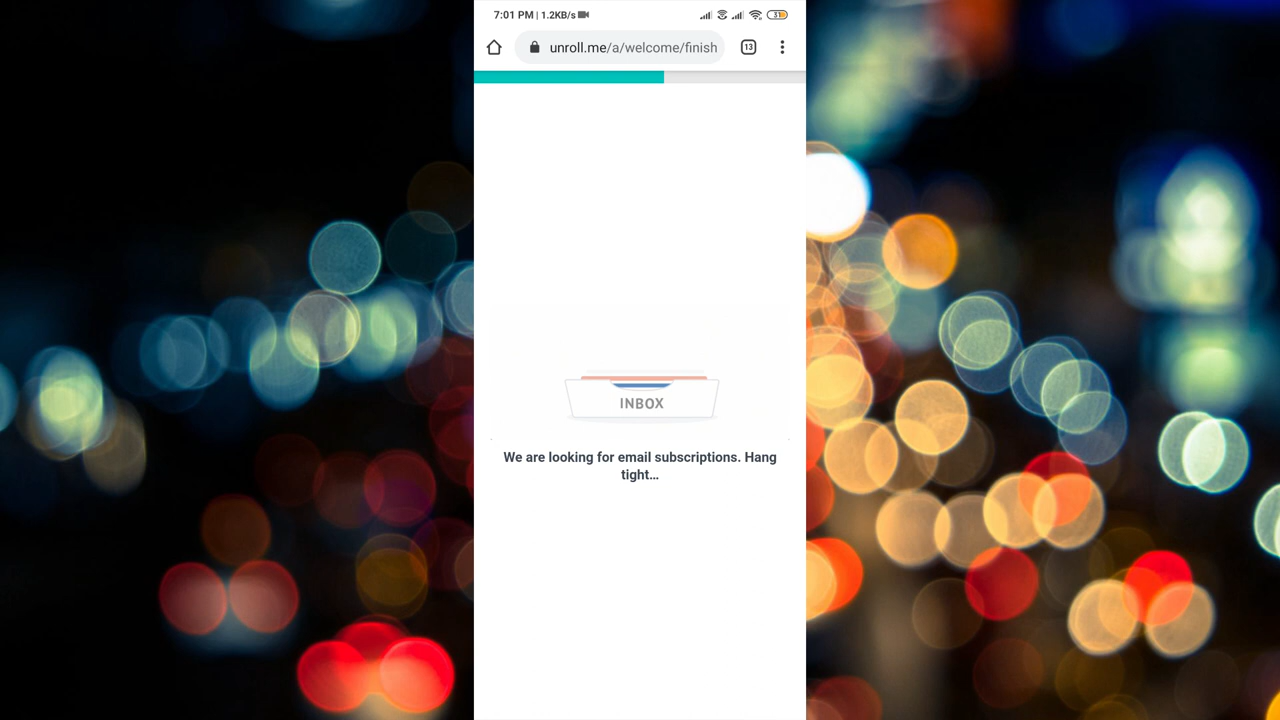 7:01 PM | 1.2KB/s
31
unroll.me/a/welcome/finish
13
INBOX
We are looking for email subscriptions. Hang
tight...